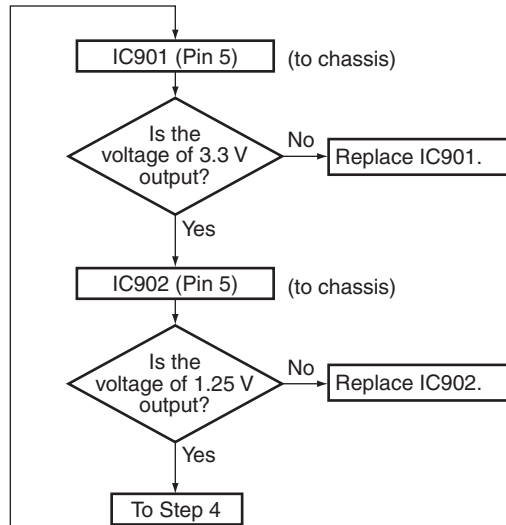 IC901 (Pin 5)
(to chassis)
Is the
voltage of 3.3 V
output?
No
Replace IC901.
Yes
IC902 (Pin 5)
(to chassis)
Is the
voltage of 1.25 V
output?
No
Replace IC902.
Yes
To Step 4